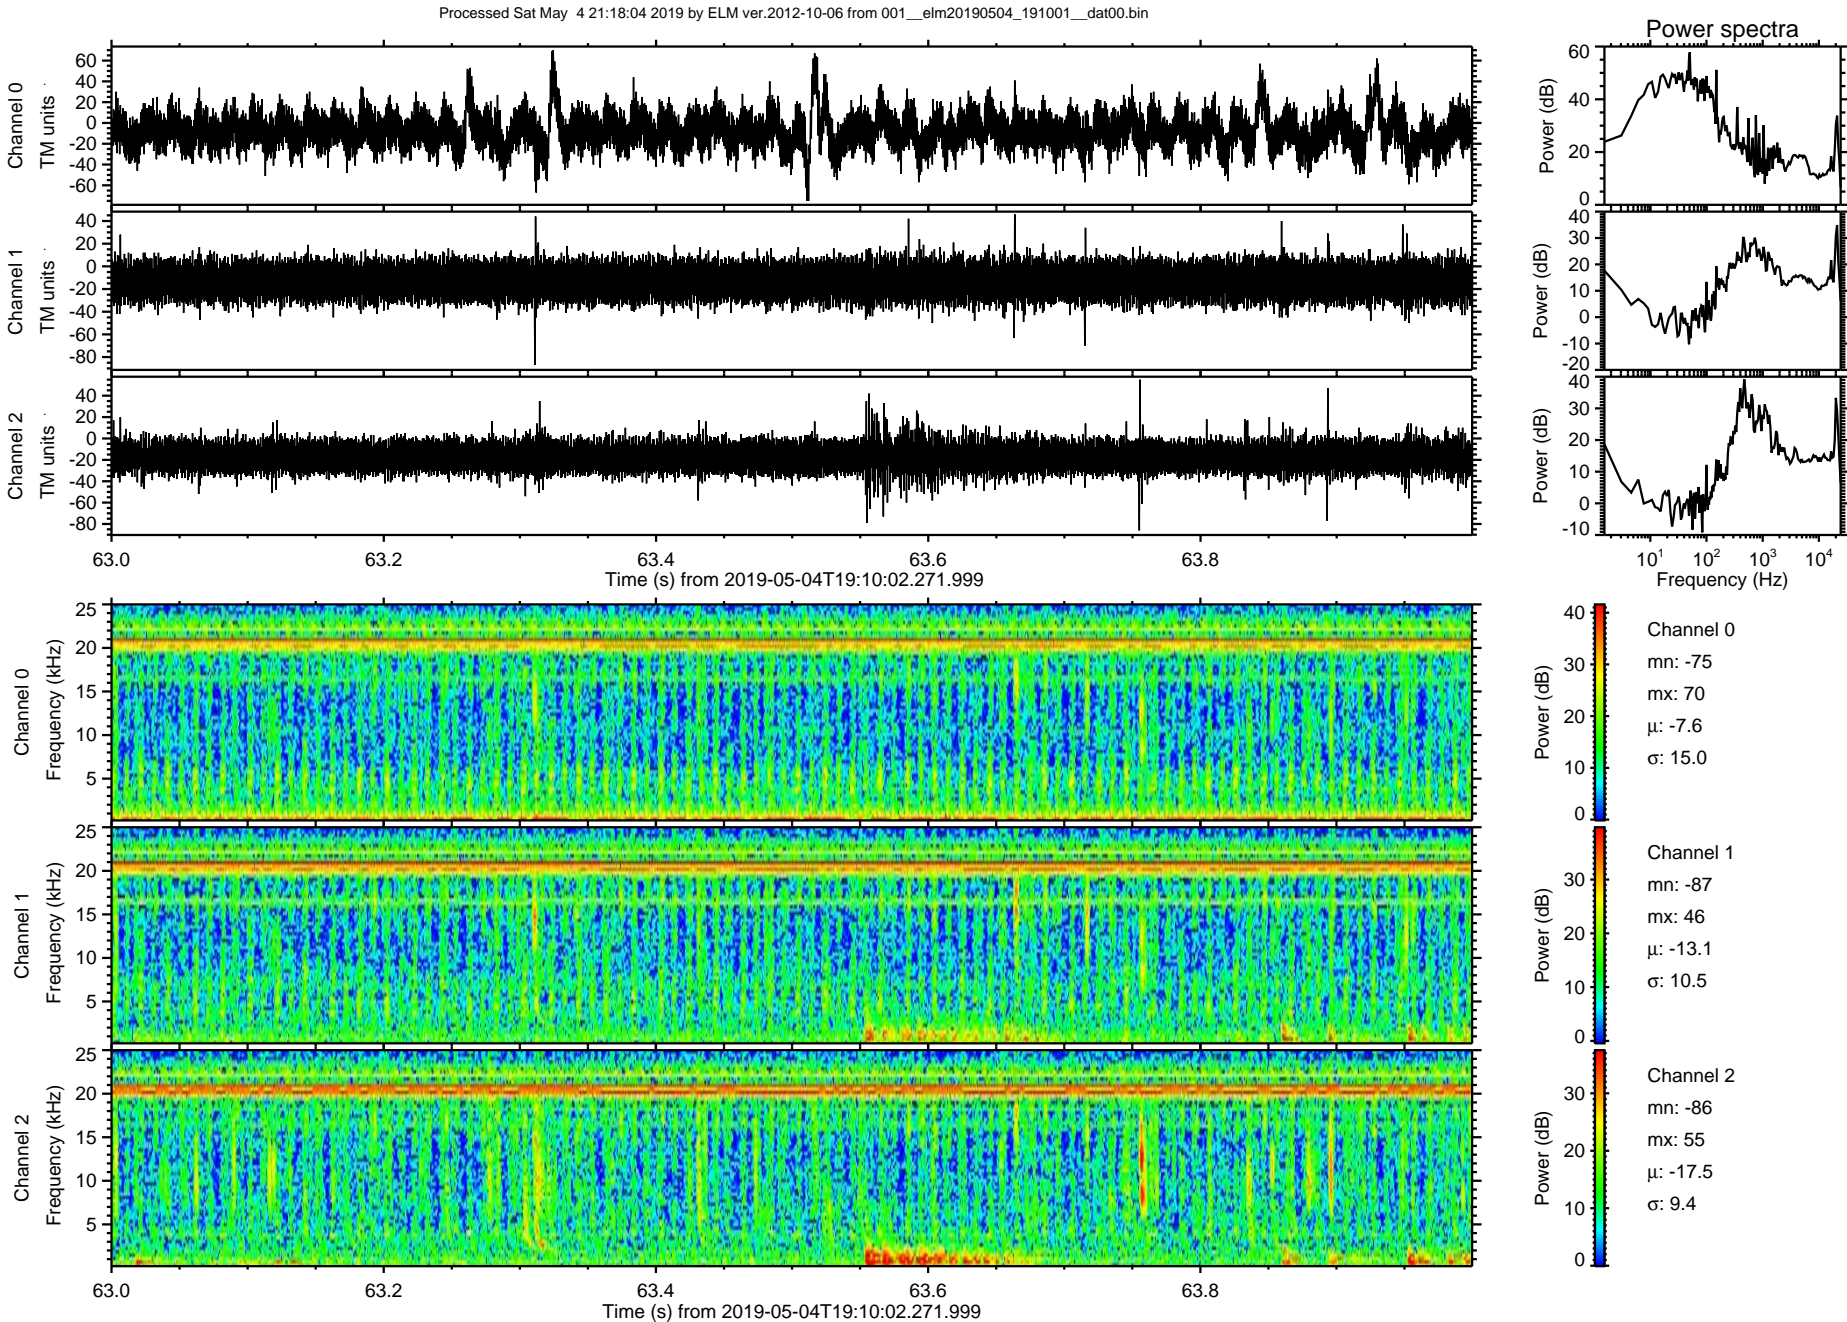 Processed Sat May 4 21:18:04 2019 by ELM ver.2012-10-06 from 001__elm20190504_191001__dat00.bin
Power spectra
Channel 0
TM units
60
40
20
0
-20
-40
-60
Power (dB)
60
40
20
0
Channel 1
TM units
40
20
0
-20
-40
-60
-80
Power (dB)
40
30
20
10
0
-10
-20
Channel 2
TM units
40
20
0
-20
-40
-60
-80
Power (dB)
40
30
20
10
0
-10
63.0 63.2 63.4 63.6 63.8
Time (s) from 2019-05-04T19:10:02.271.999
10¹ 10² 10³ 10⁴
Frequency (Hz)
Channel 0
Frequency (kHz)
25
20
15
10
5
Power (dB)
40
30
20
10
0
Channel 0
mn: -75
mx: 70
μ: -7.6
σ: 15.0
Channel 1
Frequency (kHz)
25
20
15
10
5
Power (dB)
30
20
10
0
Channel 1
mn: -87
mx: 46
μ: -13.1
σ: 10.5
Channel 2
Frequency (kHz)
25
20
15
10
5
Power (dB)
30
20
10
0
Channel 2
mn: -86
mx: 55
μ: -17.5
σ: 9.4
63.0 63.2 63.4 63.6 63.8
Time (s) from 2019-05-04T19:10:02.271.999